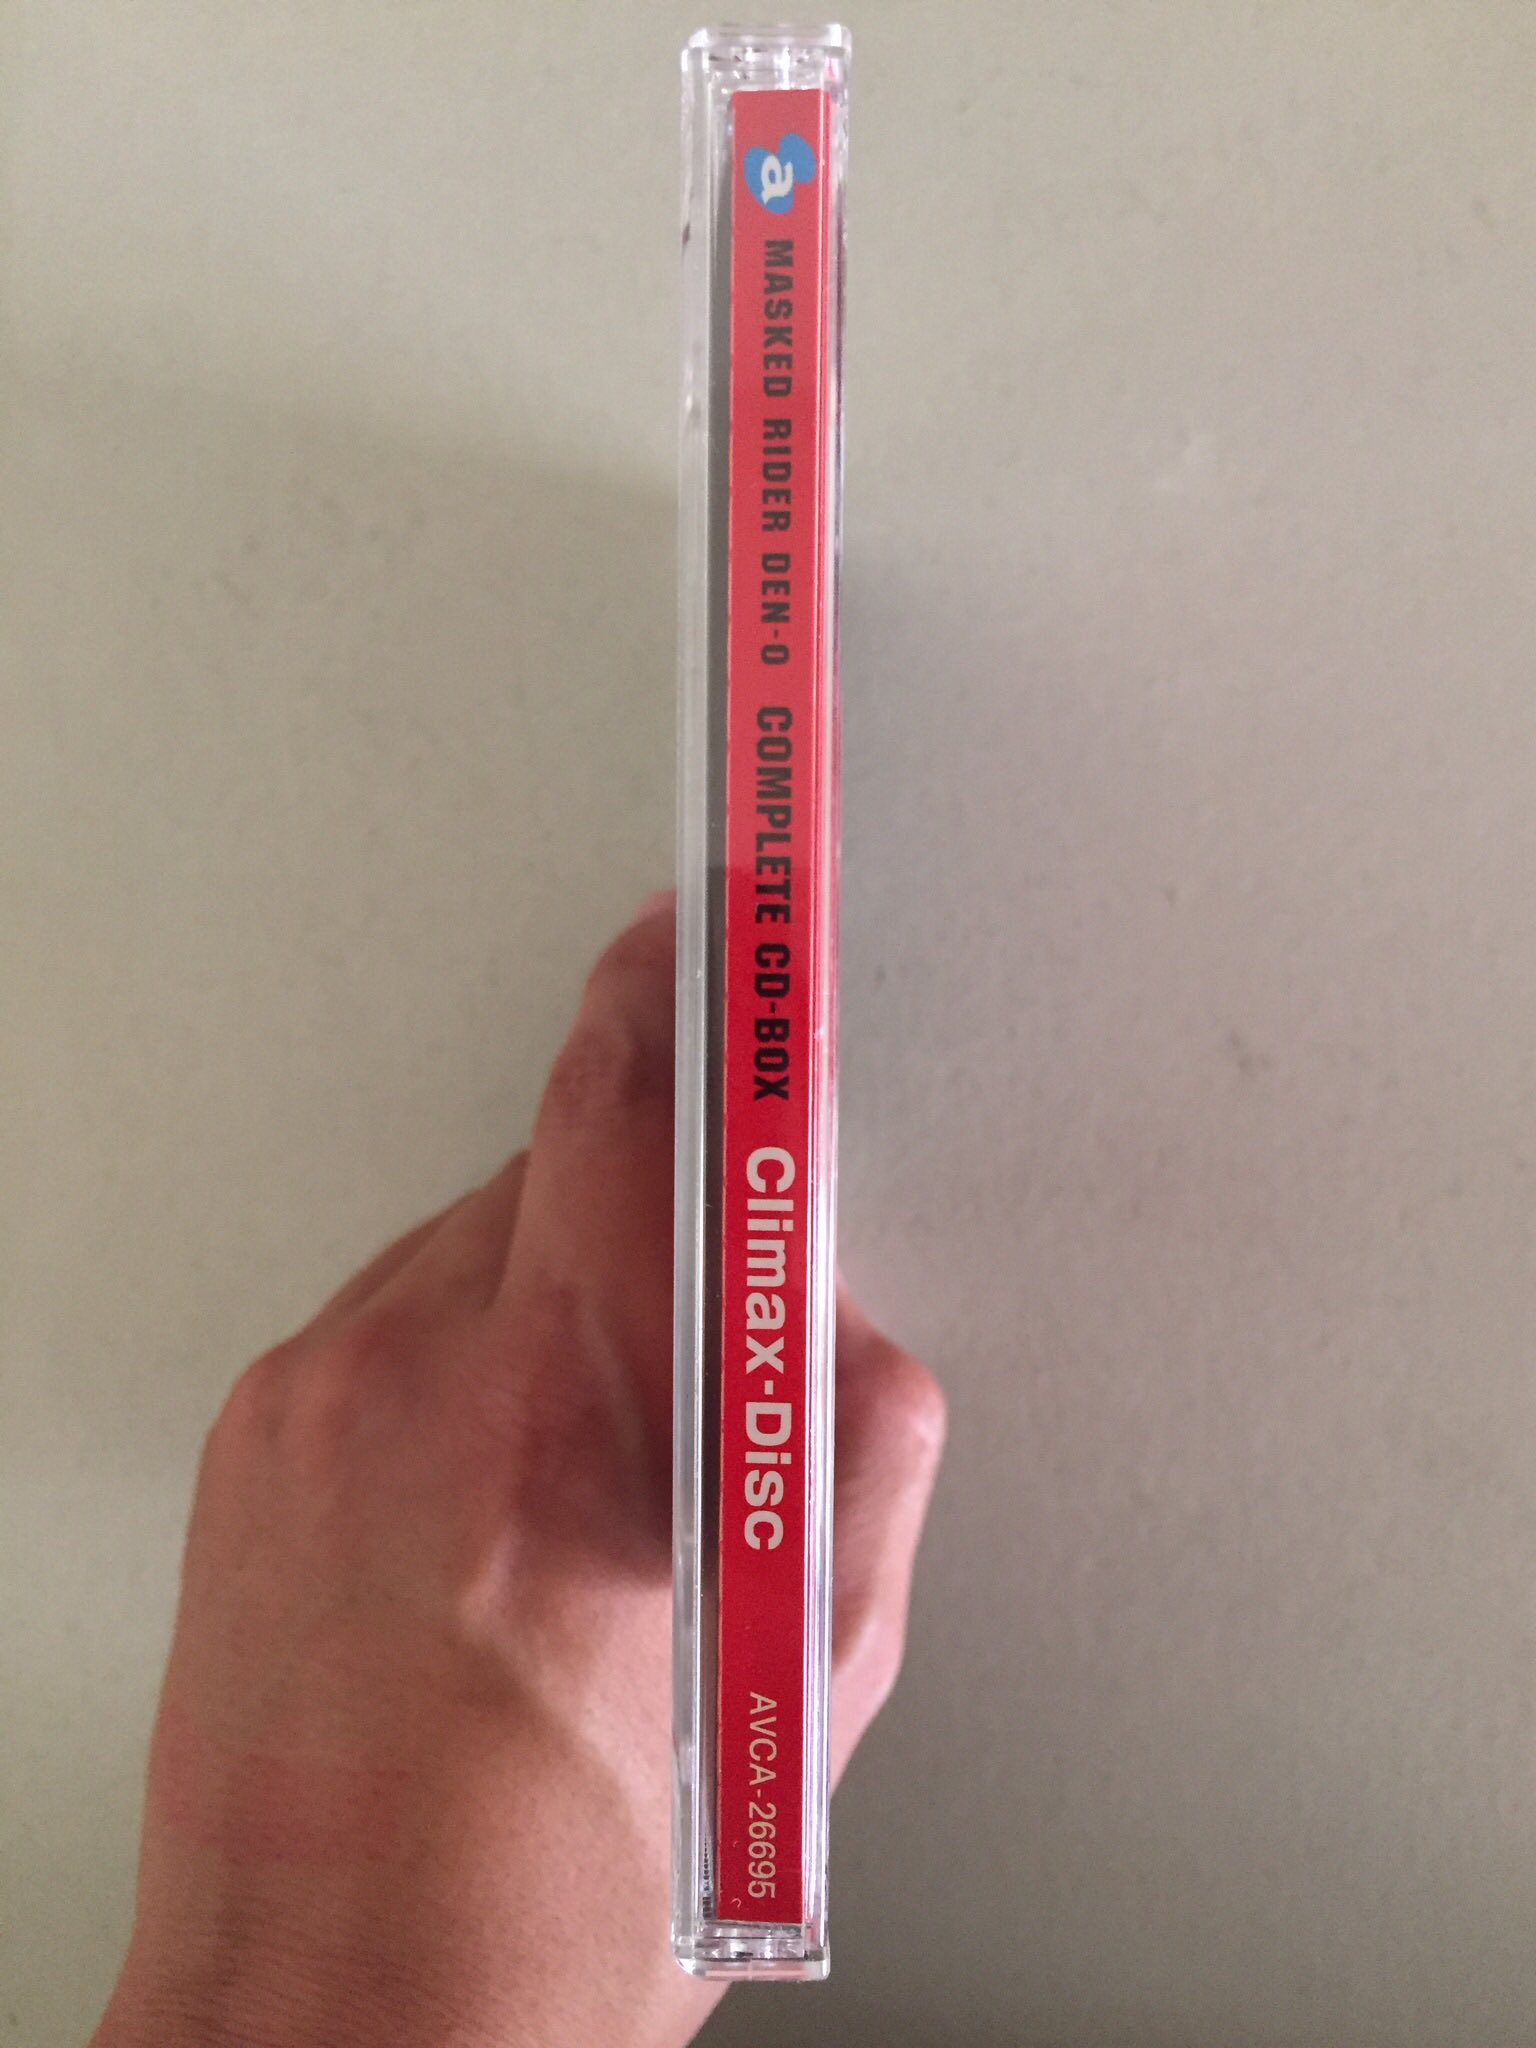 a
MASKED RIDER DEN-O COMPLETE CD-BOX Climax·Disc AVCA-26695